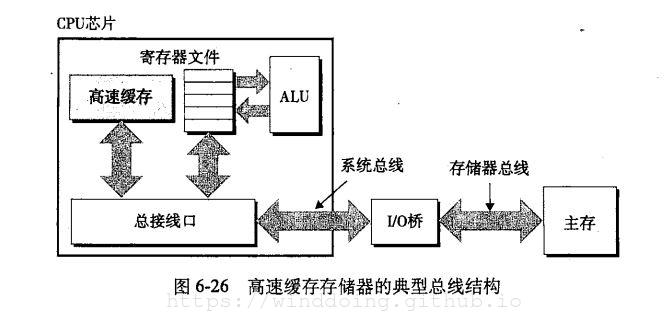 CPU芯片
寄存器文件
高速缓存
ALU
系统总线
存储器总线
总接线口
I/O桥
主存
图 6-26 高速缓存存储器的典型总线结构
https://winddoing.github.io